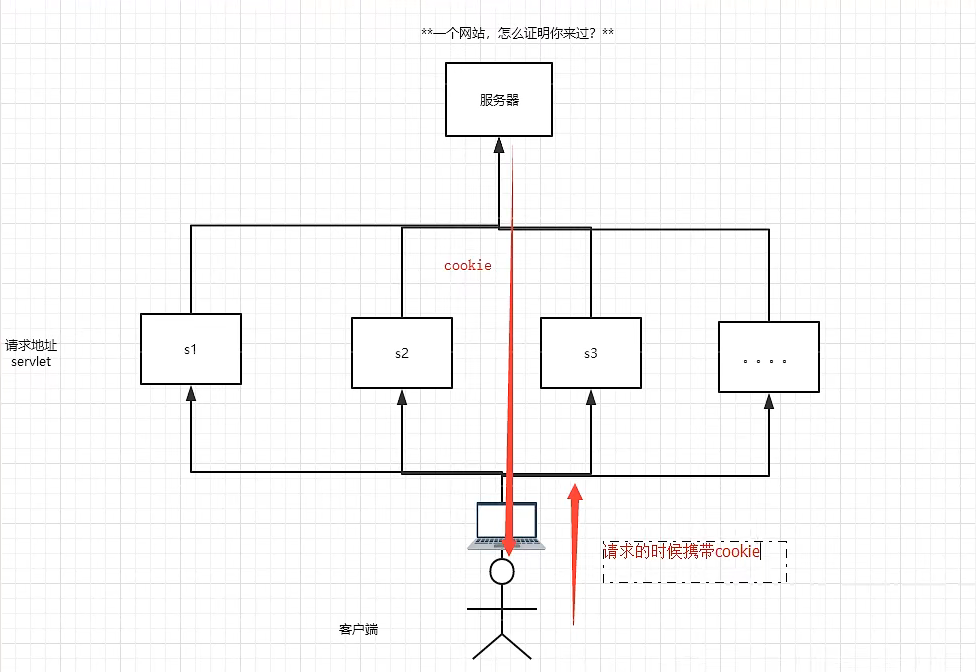 **一个网站，怎么证明你来过？**
服务器
cookie
请求地址
servlet
s1
s2
s3
。。。。
请求的时候携带cookie
客户端